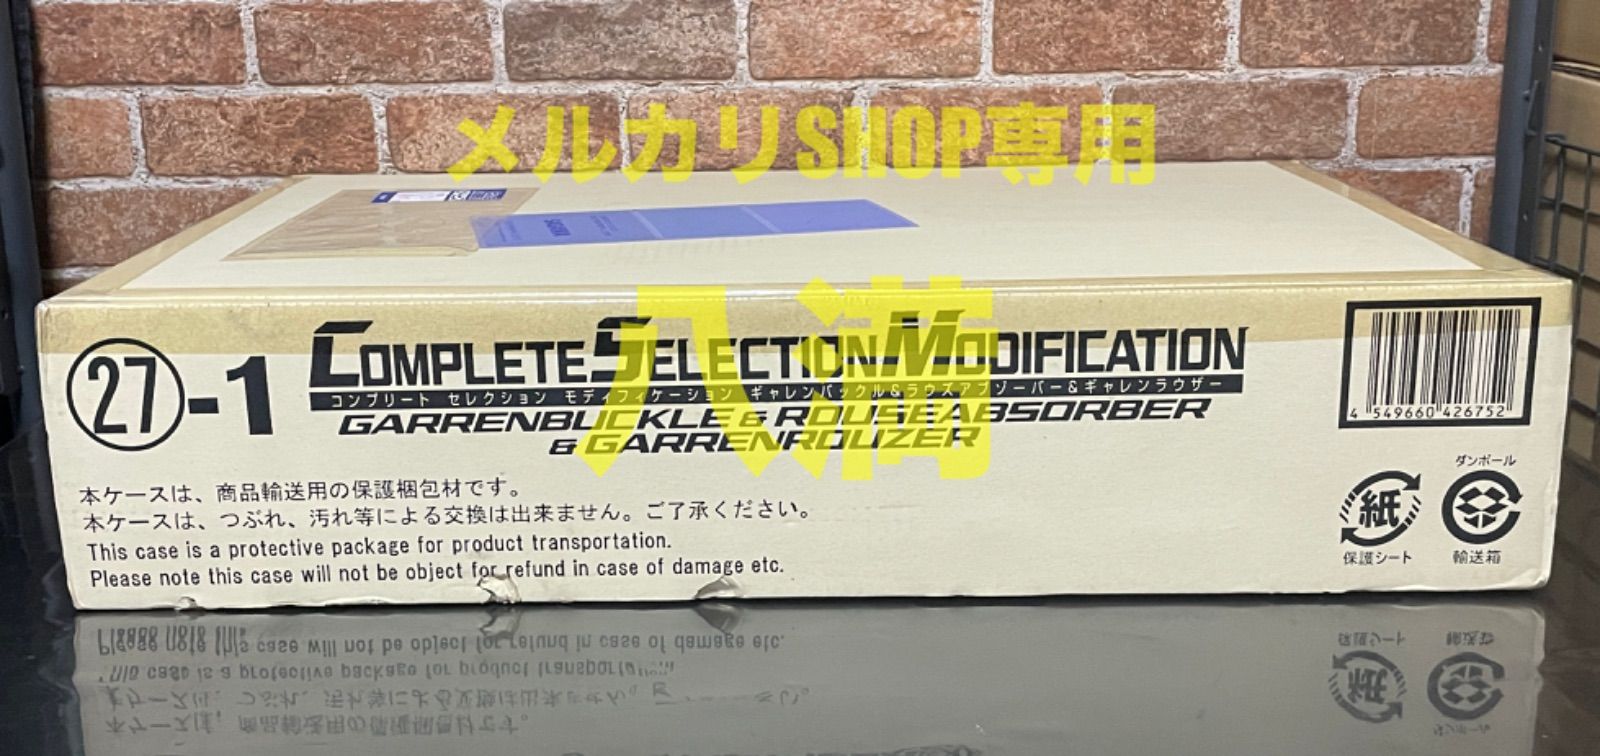 メルカリSHOP専用
八満
27-1
COMPLETE SELECTION MODIFICATION
コンプリート セレクション モディフィケーション ギャレンバックル&ラウズアブゾーバー&ギャレンラウザー
GARRENBUCKLE & ROUSEABSORBER
& GARRENROUZER
4 549660 426752
本ケースは、商品輸送用の保護梱包材です。
本ケースは、つぶれ、汚れ等による交換は出来ません。ご了承ください。
This case is a protective package for product transportation.
Please note this case will not be object for refund in case of damage etc.
ダンボール
紙
保護シート
輸送箱